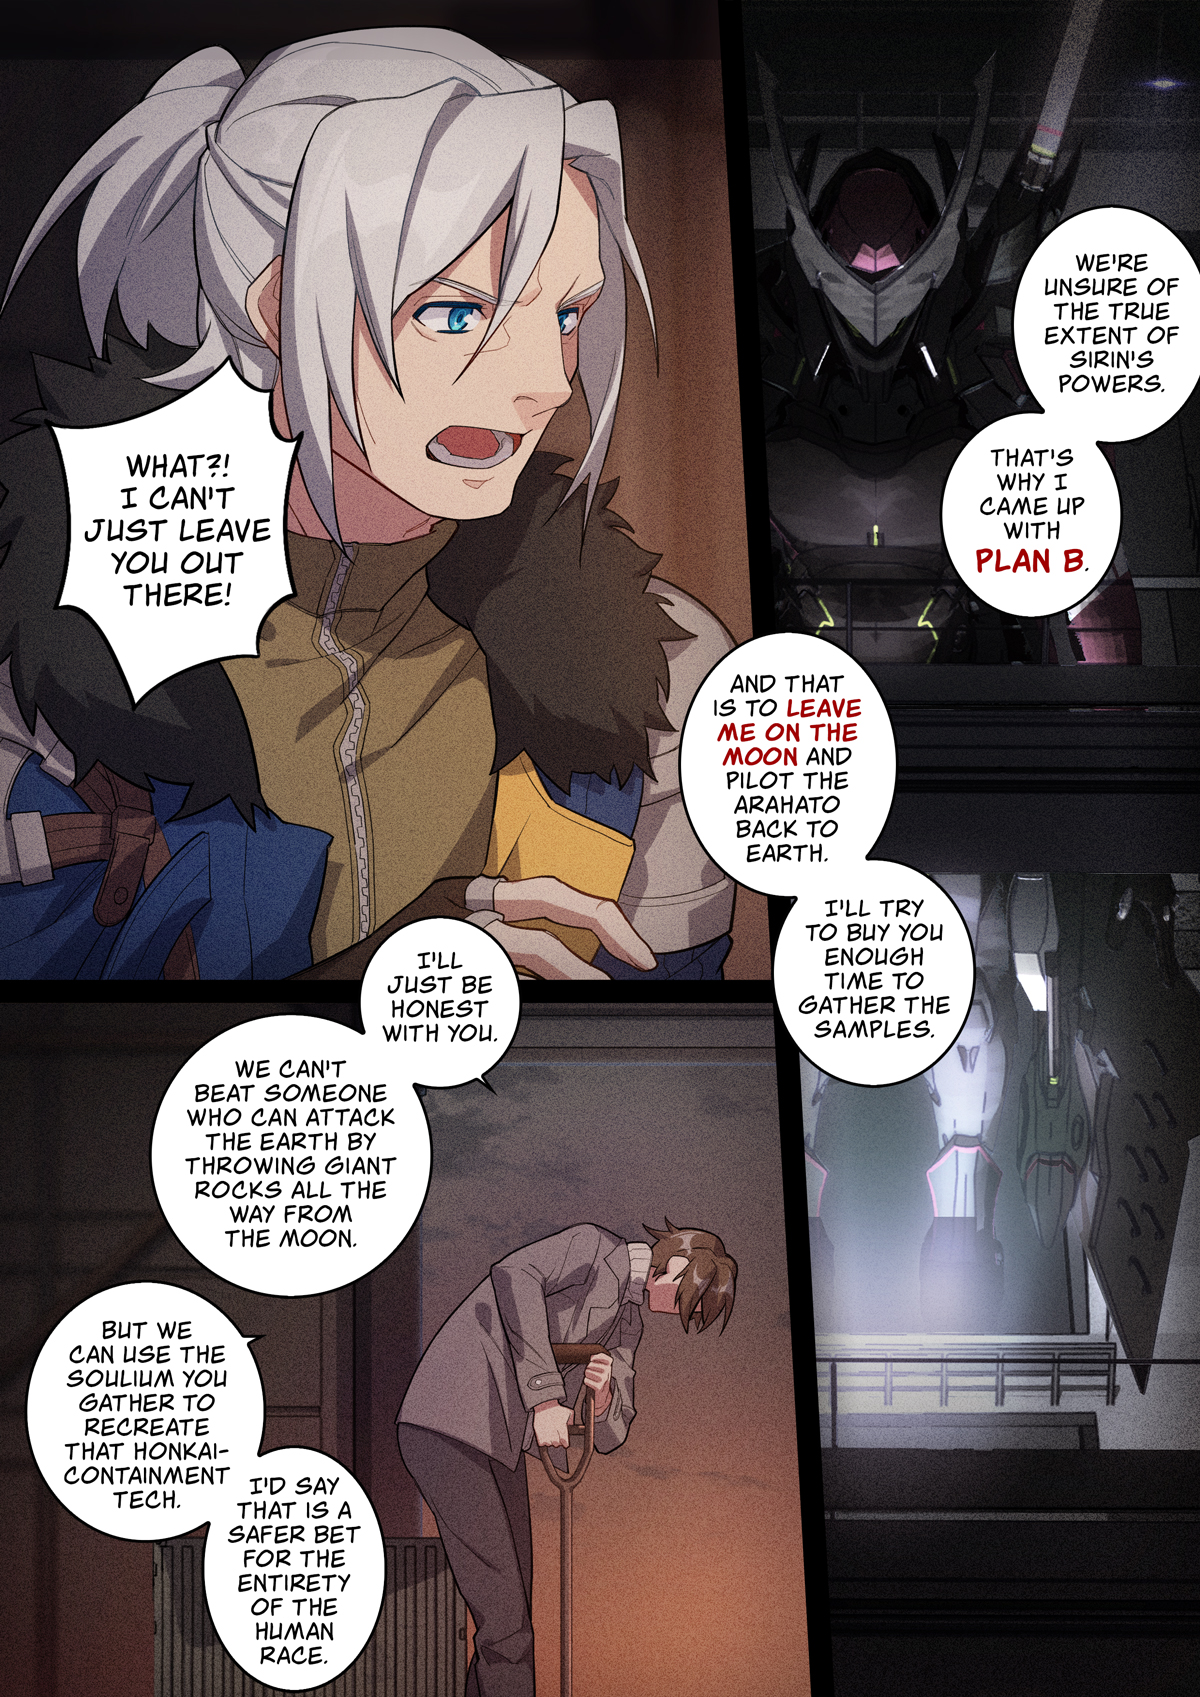 WE'RE
UNSURE OF
THE TRUE
EXTENT OF
SIRIN'S
POWERS.
THAT'S
WHY I
CAME UP
WITH
PLAN B.
AND THAT
IS TO LEAVE
ME ON THE
MOON AND
PILOT THE
ARAHATO
BACK TO
EARTH.
I'LL TRY
TO BUY YOU
ENOUGH
TIME TO
GATHER THE
SAMPLES.
WHAT?!
I CAN'T
JUST LEAVE
YOU OUT
THERE!
I'LL
JUST BE
HONEST
WITH YOU.
WE CAN'T
BEAT SOMEONE
WHO CAN ATTACK
THE EARTH BY
THROWING GIANT
ROCKS ALL THE
WAY FROM
THE MOON.
BUT WE
CAN USE THE
SOULIUM YOU
GATHER TO
RECREATE
THAT HONKAI-
CONTAINMENT
TECH.
I'D SAY
THAT IS A
SAFER BET
FOR THE
ENTIRETY
OF THE
HUMAN
RACE.